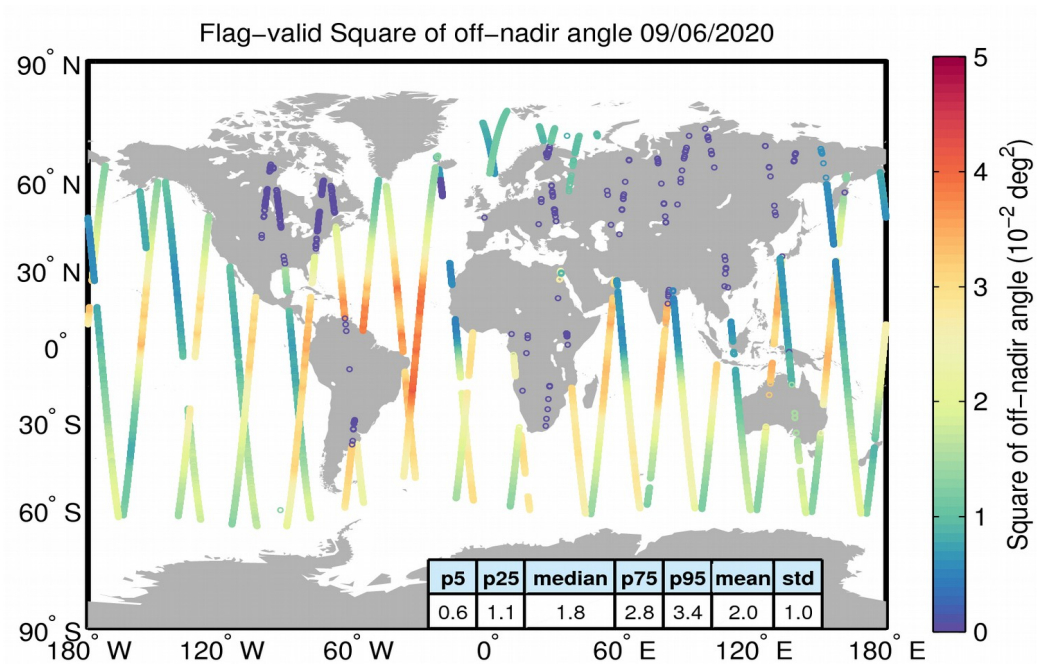 Flag−valid Square of off−nadir angle 09/06/2020
90° N
60° N
30° N
0°
30° S
60° S
90° S
180° W
120° W
60° W
0°
60° E
120° E
180° E
5
4
3
2
1
0
Square of off−nadir angle (10⁻² deg²)
p5 p25 median p75 p95 mean std
0.6 1.1 1.8 2.8 3.4 2.0 1.0